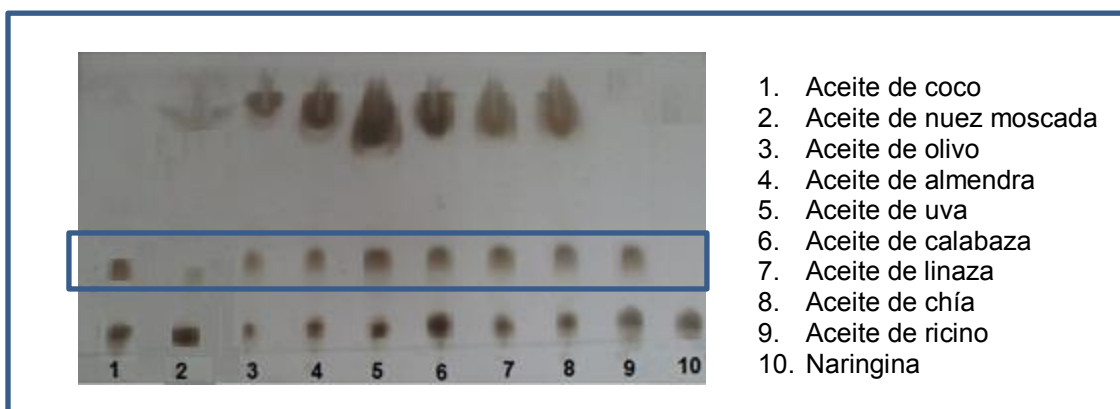 1. Aceite de coco
2. Aceite de nuez moscada
3. Aceite de olivo
4. Aceite de almendra
5. Aceite de uva
6. Aceite de calabaza
7. Aceite de linaza
8. Aceite de chía
9. Aceite de ricino
10. Naringina
1 2 3 4 5 6 7 8 9 10